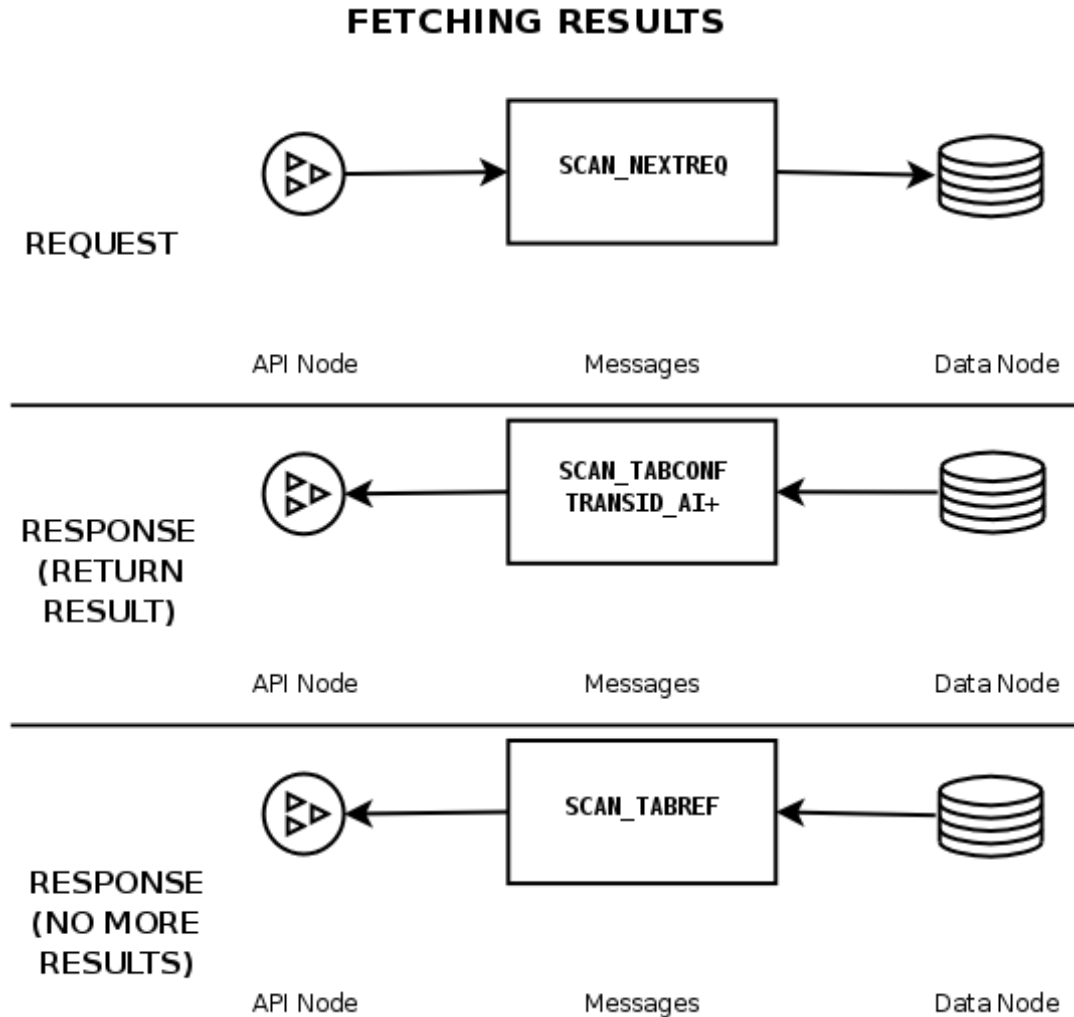 FETCHING RESULTS
SCAN_NEXTREQ
REQUEST
API Node
Messages
Data Node
SCAN_TABCONF
TRANSID_AI+
RESPONSE
(RETURN
RESULT)
API Node
Messages
Data Node
SCAN_TABREF
RESPONSE
(NO MORE
RESULTS)
API Node
Messages
Data Node